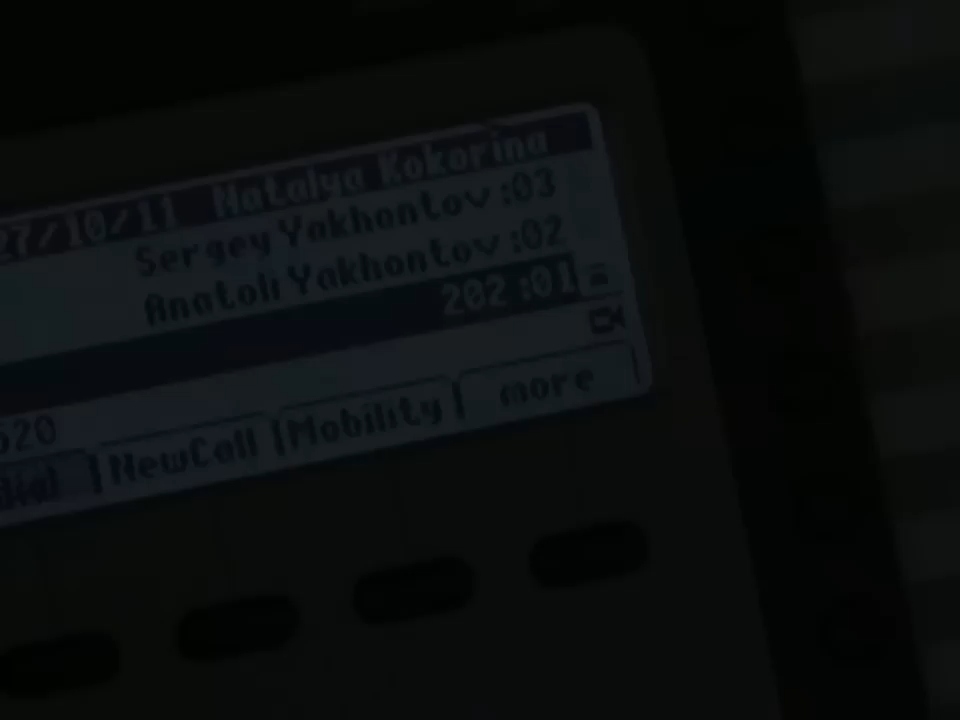 27/10/11 Natalya Kokorina
Sergey Yakhontov :03
Anatoli Yakhontov :02
202 :01
NewCall
Mobility
more